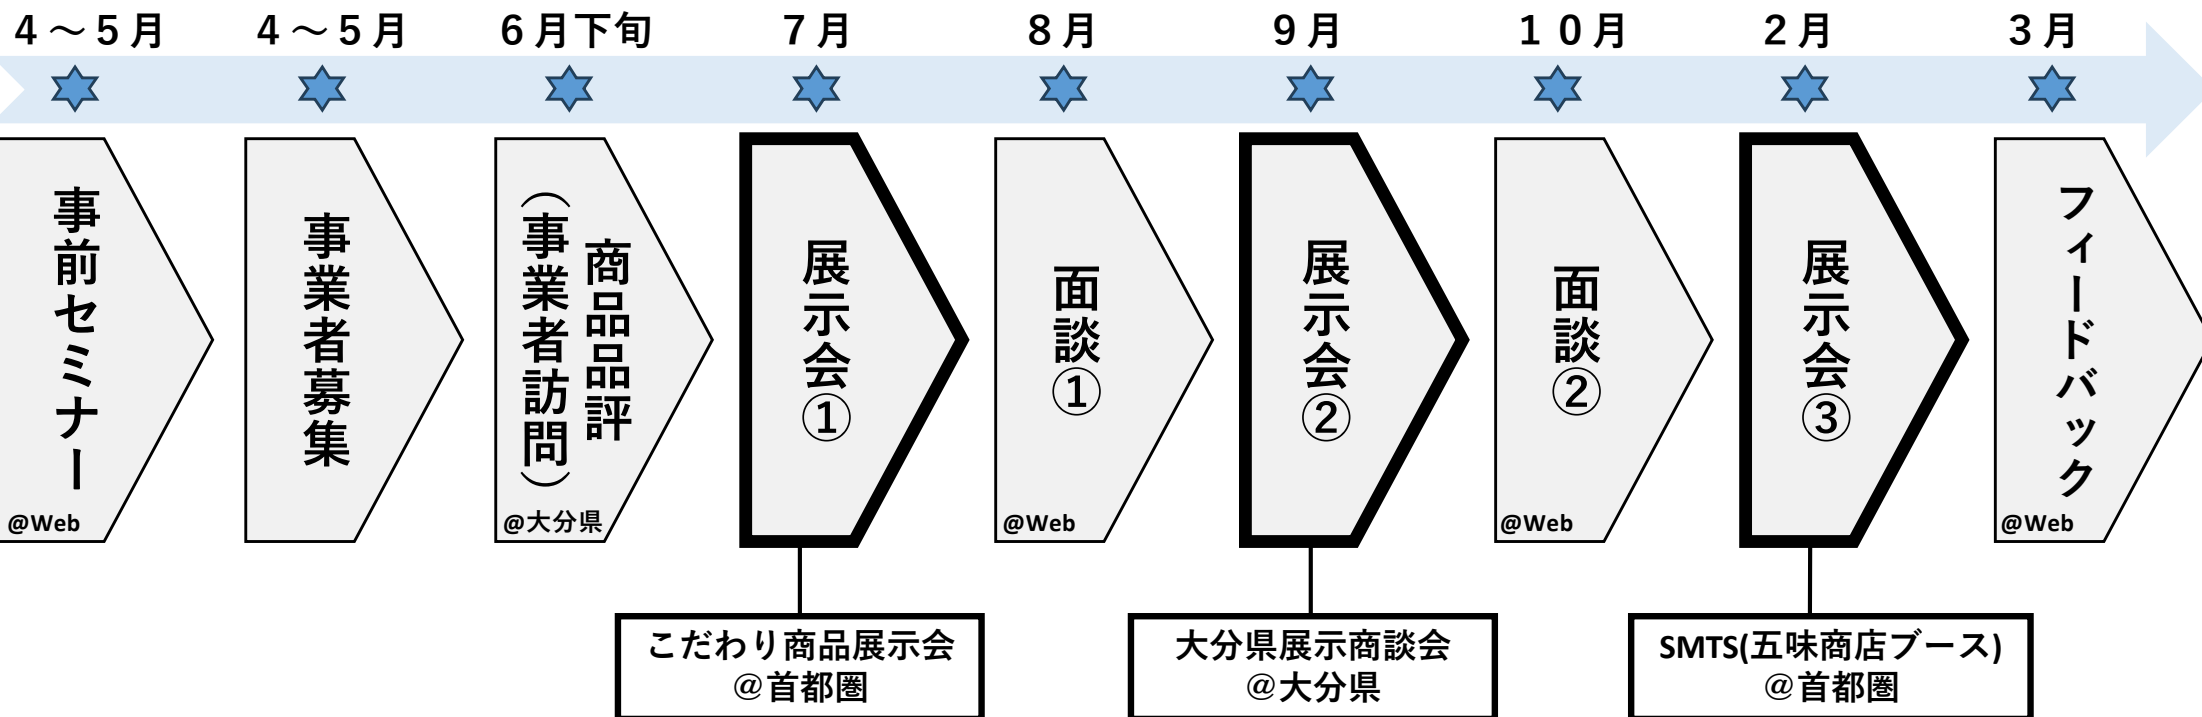 4～5月
4～5月
6月下旬
7月
8月
9月
10月
2月
3月
事前セミナー
@Web
事業者募集
商品品評
（事業者訪問）
@大分県
展示会①
面談①
@Web
展示会②
面談②
@Web
展示会③
フィードバック
@Web
こだわり商品展示会
@首都圏
大分県展示商談会
@大分県
SMTS(五味商店ブース)
@首都圏